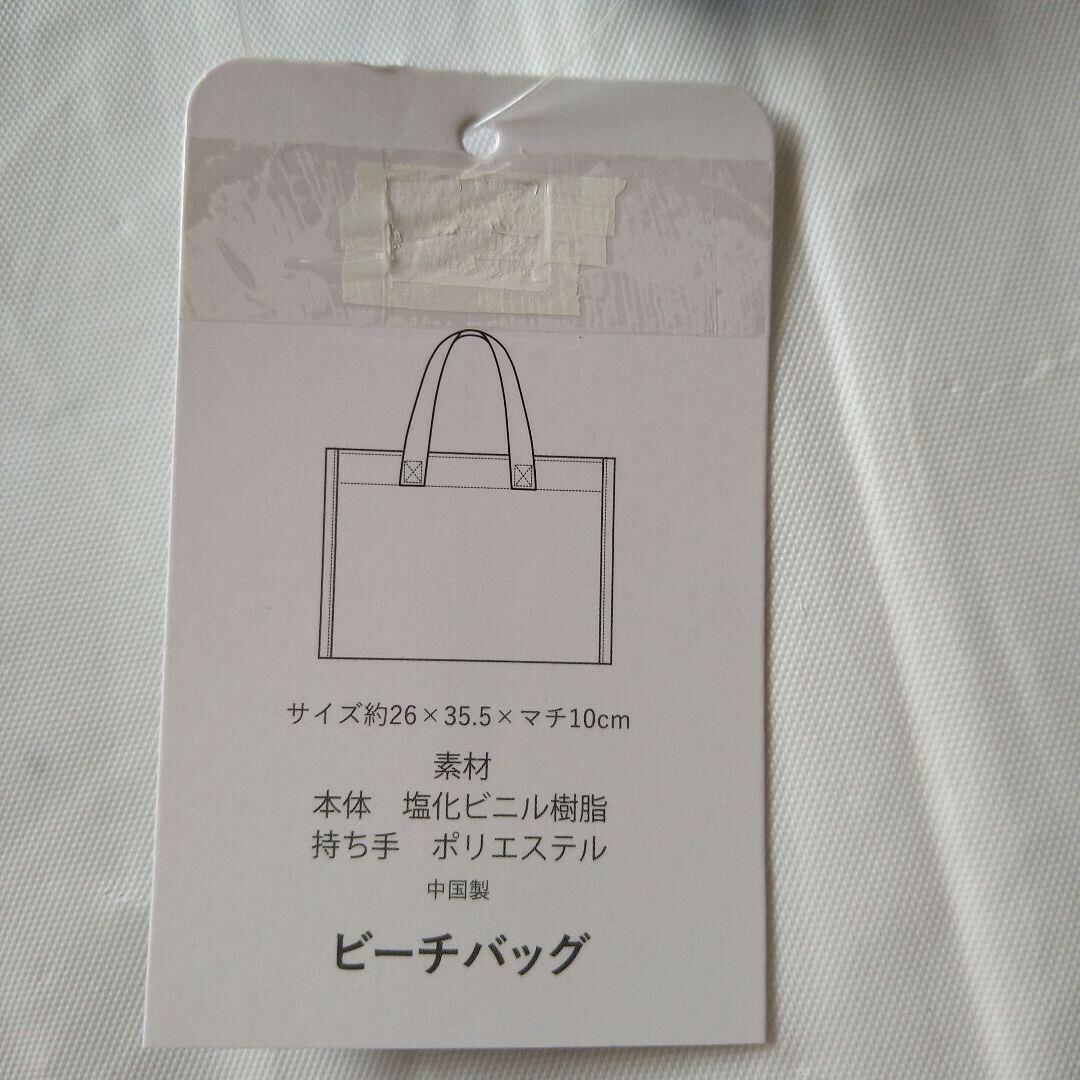 サイズ約26×35.5×マチ10cm
素材
本体　塩化ビニル樹脂
持ち手　ポリエステル
中国製
ビーチバッグ